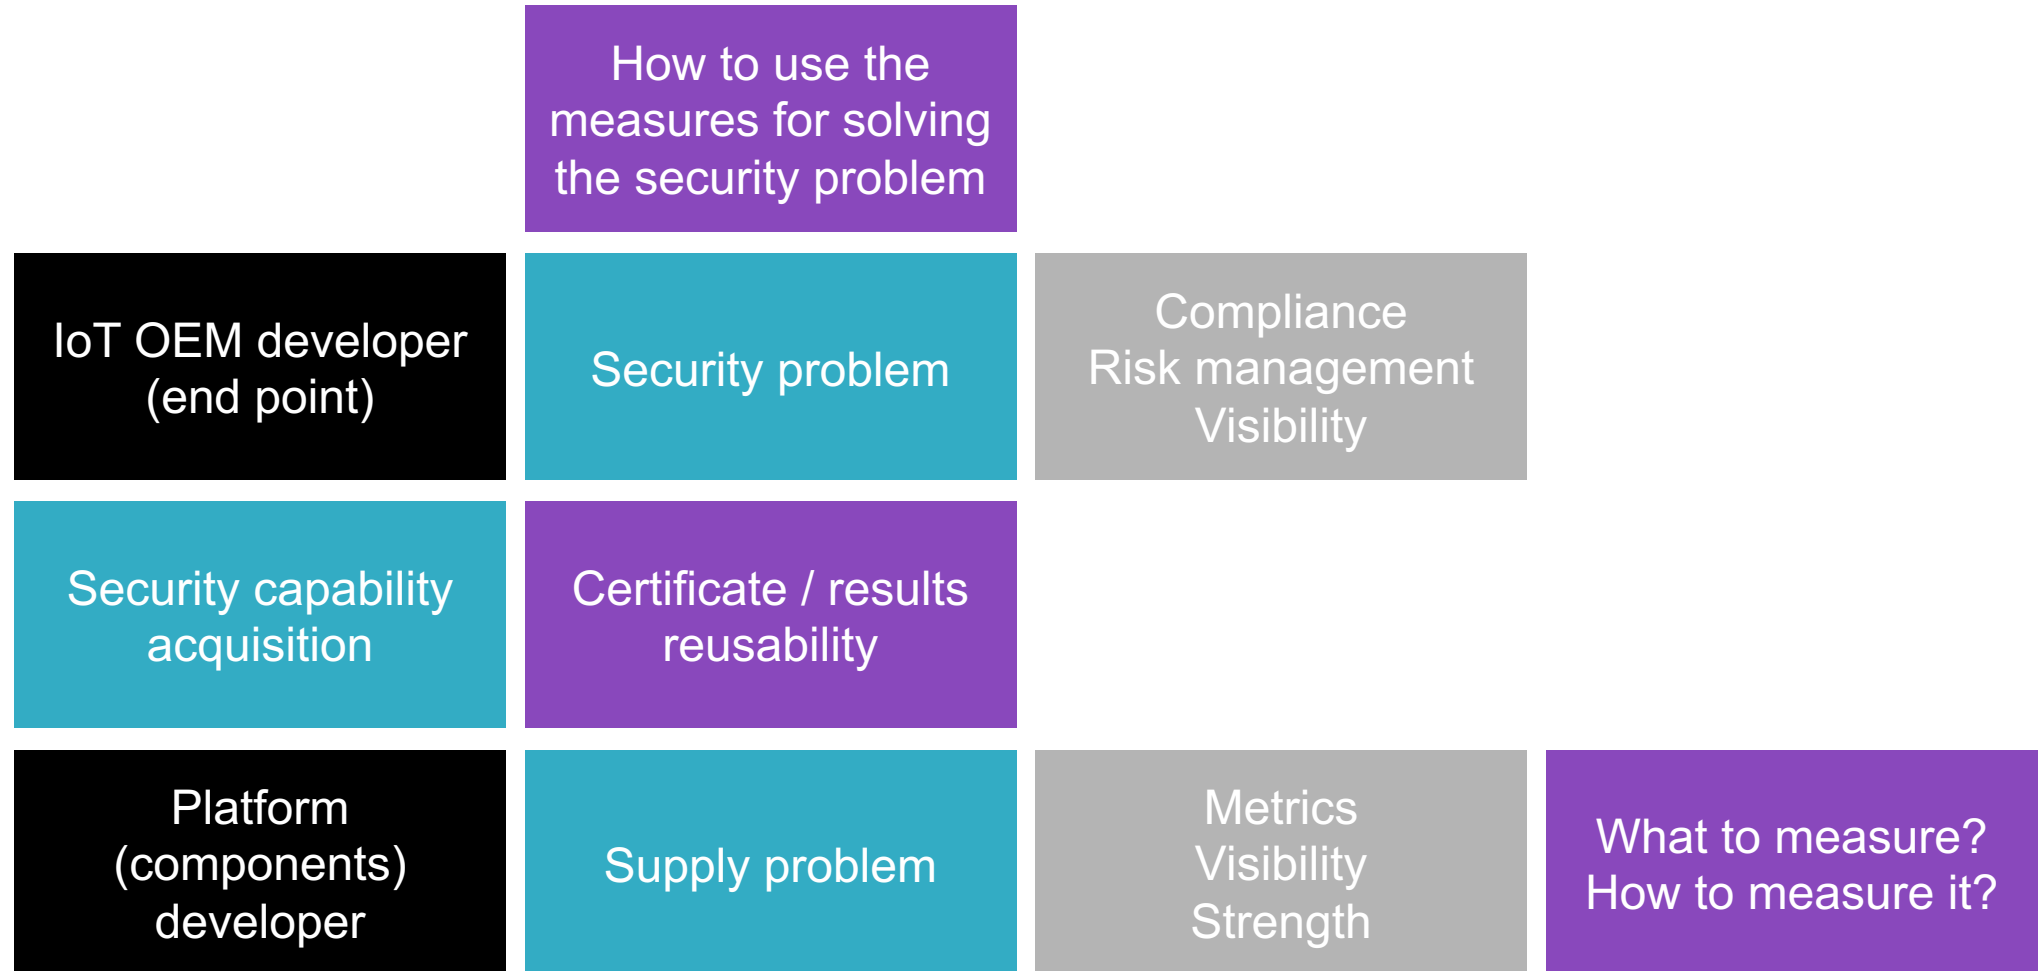 How to use the
measures for solving
the security problem
IoT OEM developer
(end point)
Security problem
Compliance
Risk management
Visibility
Security capability
acquisition
Certificate / results
reusability
Platform
(components)
developer
Supply problem
Metrics
Visibility
Strength
What to measure?
How to measure it?